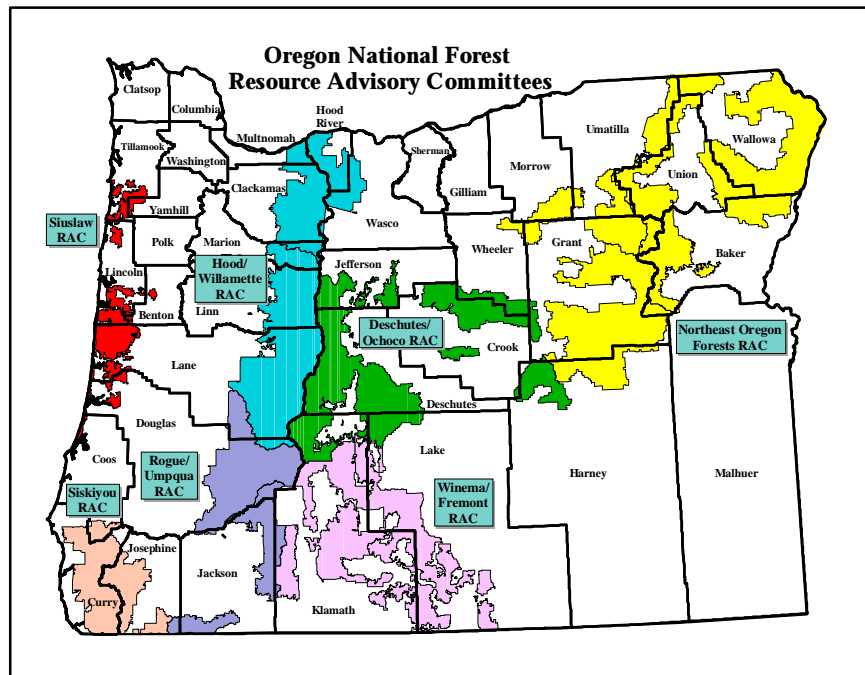 Oregon National Forest
Resource Advisory Committees
Clatsop
Columbia
Hood
River
Multnomah
Tillamook
Washington
Sherman
Umatilla
Wallowa
Morrow
Gilliam
Union
Clackamas
Yamhill
Siuslaw
RAC
Wasco
Polk
Marion
Wheeler
Grant
Baker
Hood/
Willamette
RAC
Jefferson
Lincoln
Benton
Linn
Deschutes/
Ochoco RAC
Crook
Northeast Oregon
Forests RAC
Lane
Deschutes
Douglas
Coos
Rogue/
Umpqua
RAC
Lake
Harney
Malhuer
Siskiyou
RAC
Winema/
Fremont
RAC
Josephine
Jackson
Curry
Klamath